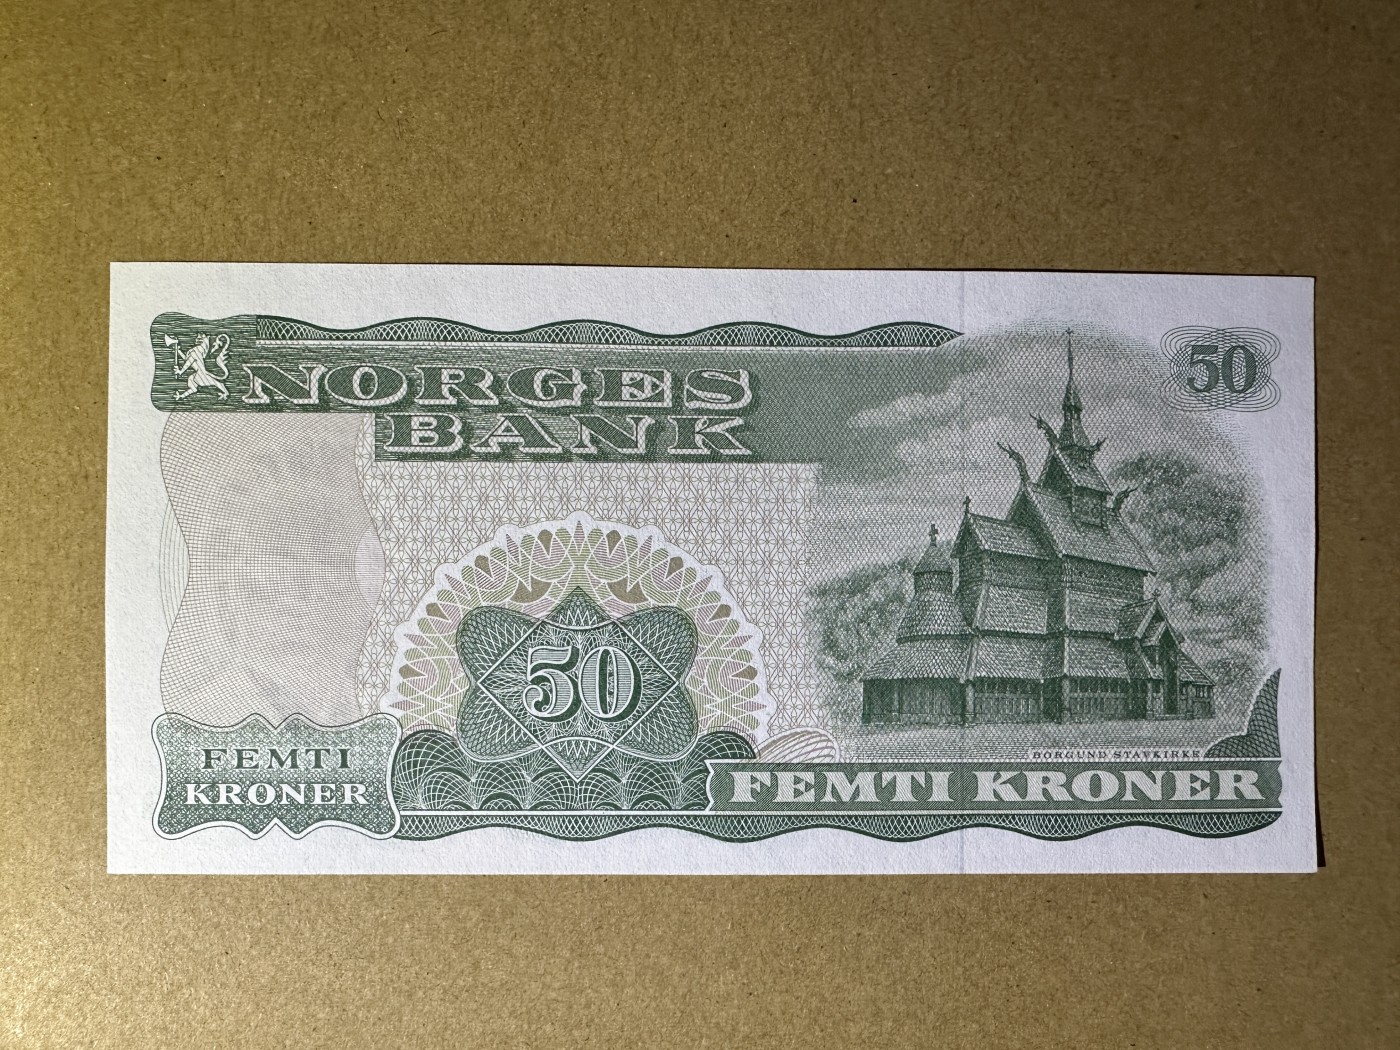 NORGES
BANK
50
50
FEMTI
KRONER
BORGUND STAVKIRKE
FEMTI KRONER